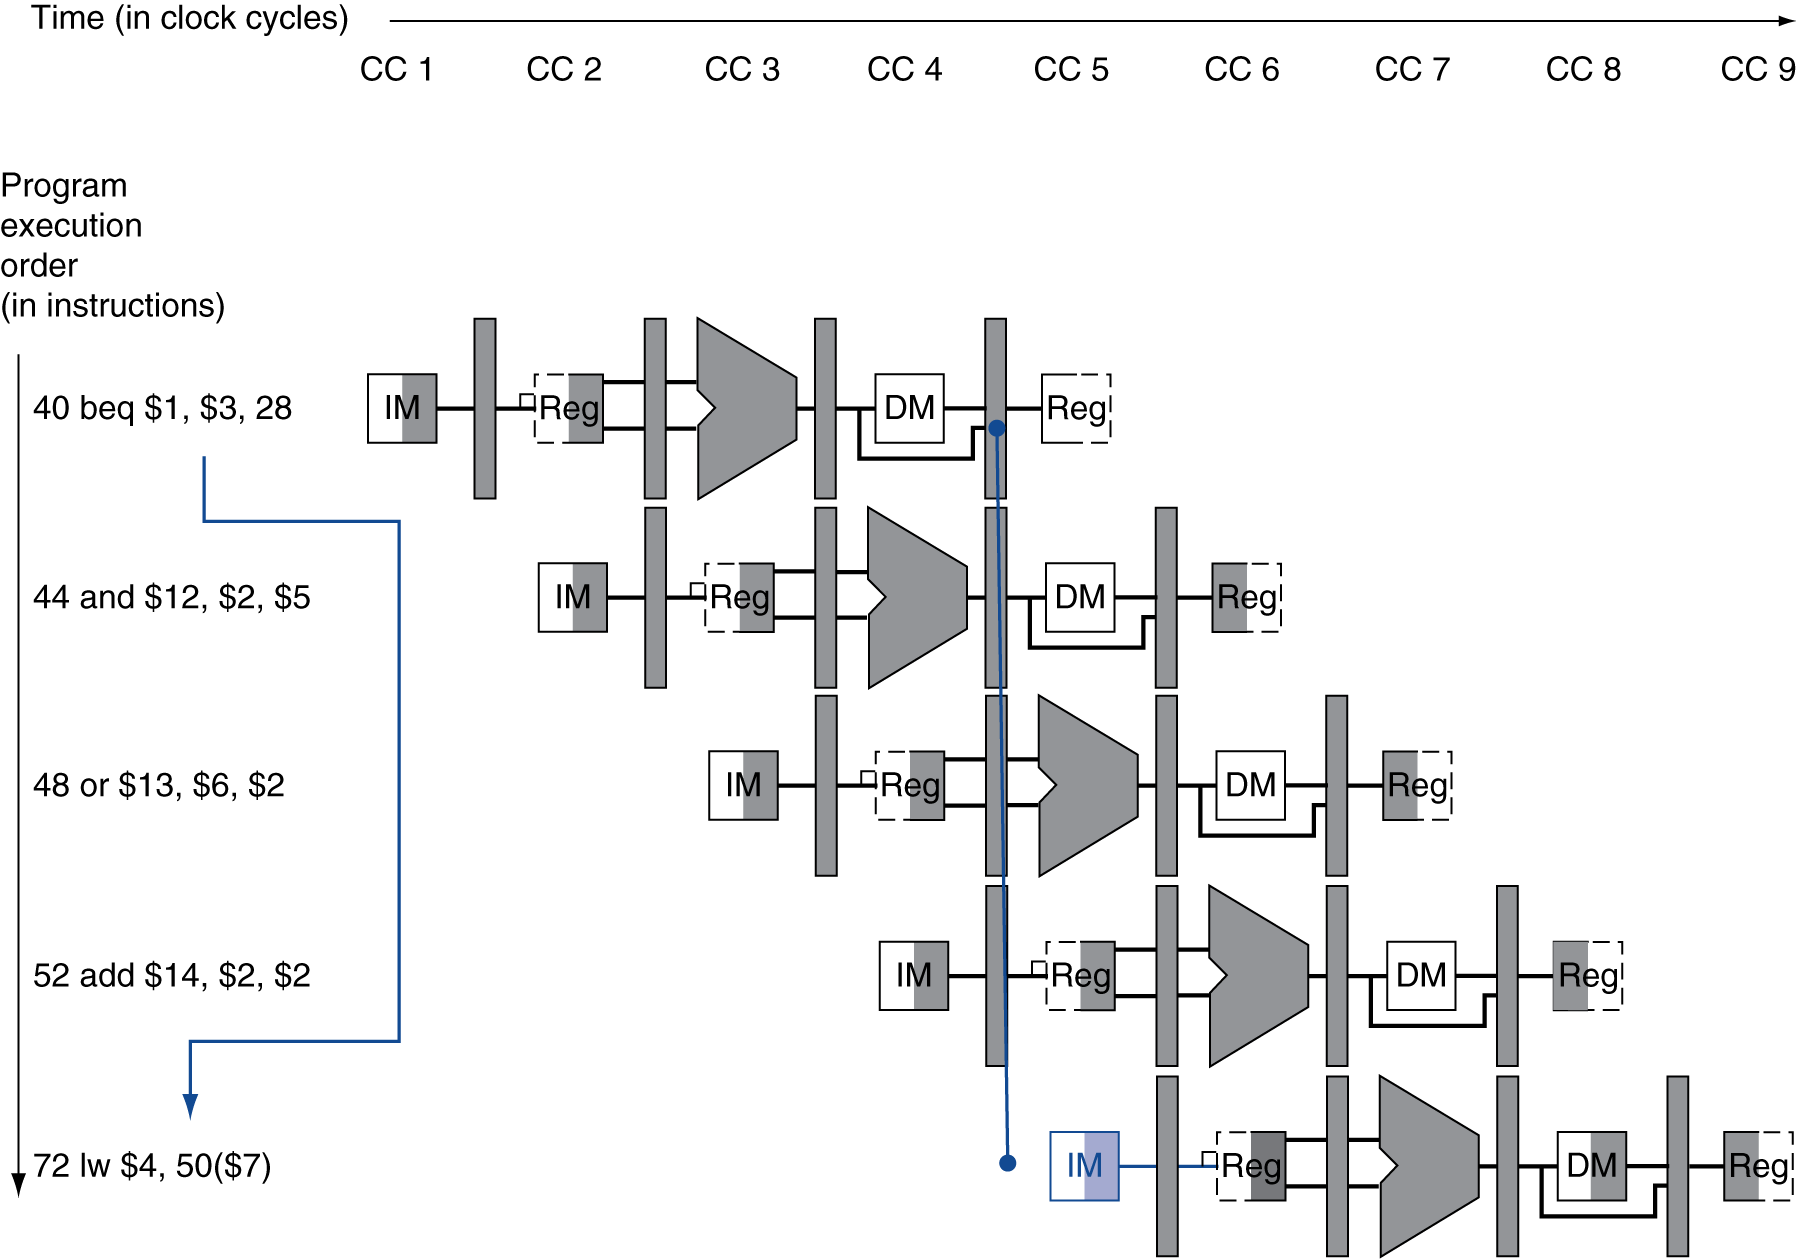 Time (in clock cycles)
CC 1 CC 2 CC 3 CC 4 CC 5 CC 6 CC 7 CC 8 CC 9
Program
execution
order
(in instructions)
40 beq $1, $3, 28
IM Reg DM Reg
44 and $12, $2, $5
IM Reg DM Reg
48 or $13, $6, $2
IM Reg DM Reg
52 add $14, $2, $2
IM Reg DM Reg
72 lw $4, 50($7)
IM Reg DM Reg